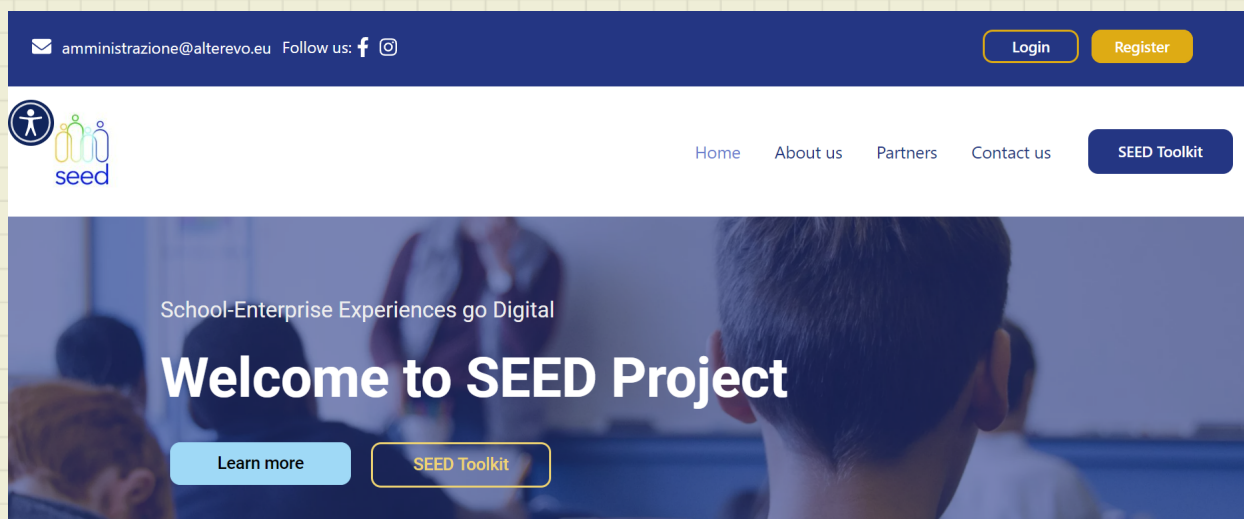 amministrazione@alterevo.eu Follow us:
Login
Register
seed
Home
About us
Partners
Contact us
SEED Toolkit
School-Enterprise Experiences go Digital
Welcome to SEED Project
Learn more
SEED Toolkit